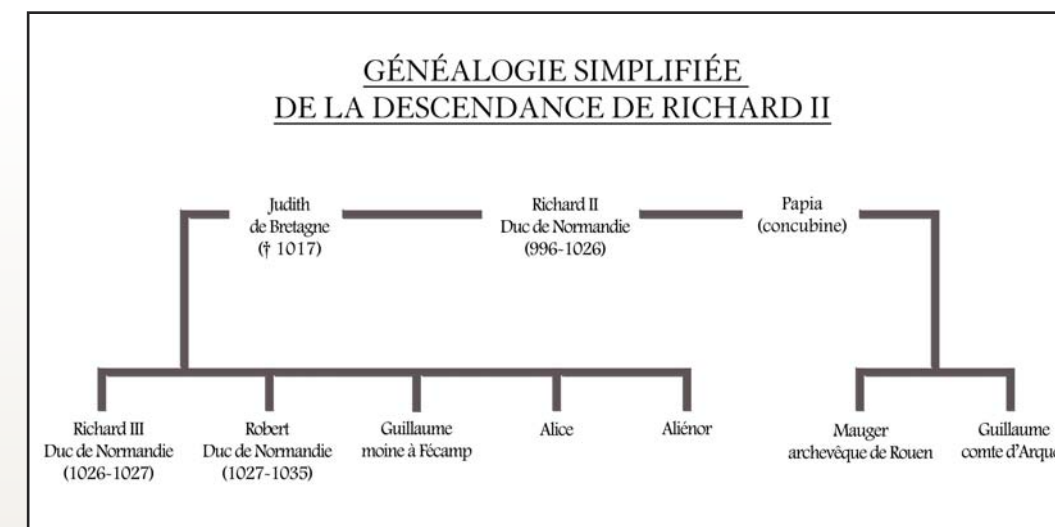 GÉNÉALOGIE SIMPLIFIÉE
DE LA DESCENDANCE DE RICHARD II
Judith
de Bretagne
(† 1017)
Richard II
Duc de Normandie
(996-1026)
Papia
(concubine)
Richard III
Duc de Normandie
(1026-1027)
Robert
Duc de Normandie
(1027-1035)
Guillaume
moine à Fécamp
Alice
Aliénor
Mauger
archevêque de Rouen
Guillaume
comte d'Arque